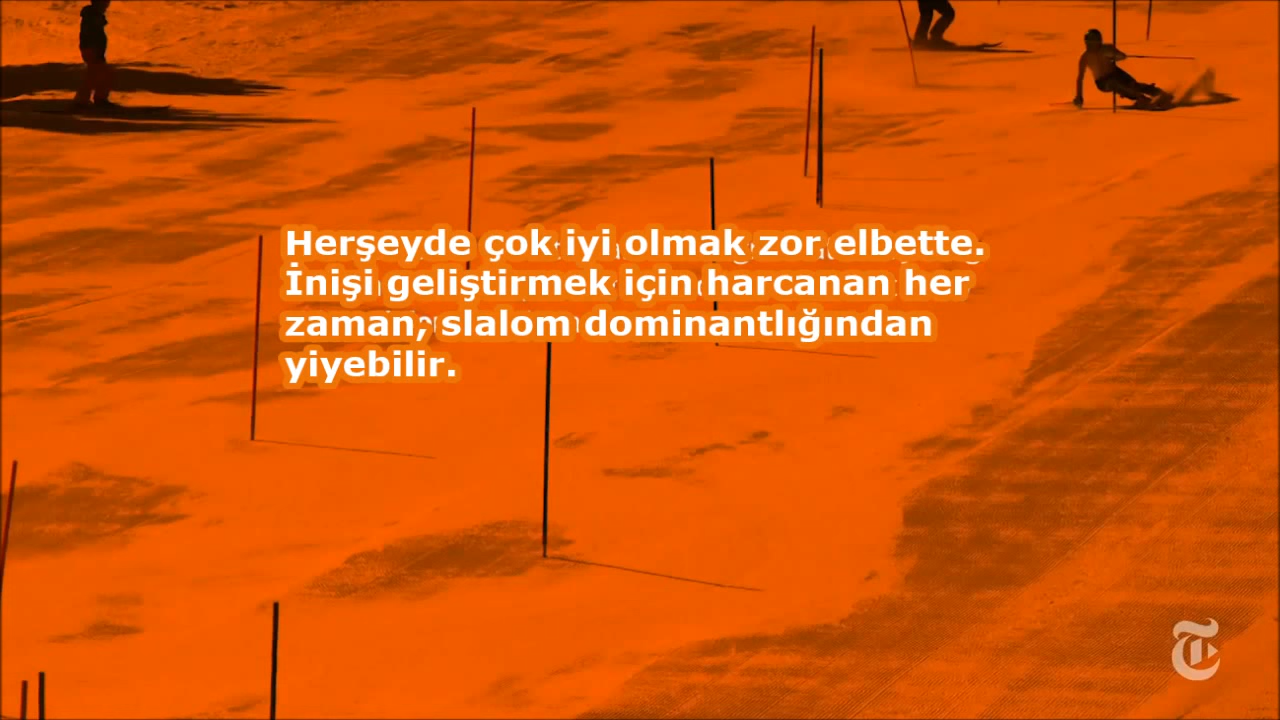 Herşeyde çok iyi olmak zor elbette.
İnişi geliştirmek için harcanan her
zaman, slalom dominantlığından
yiyebilir.